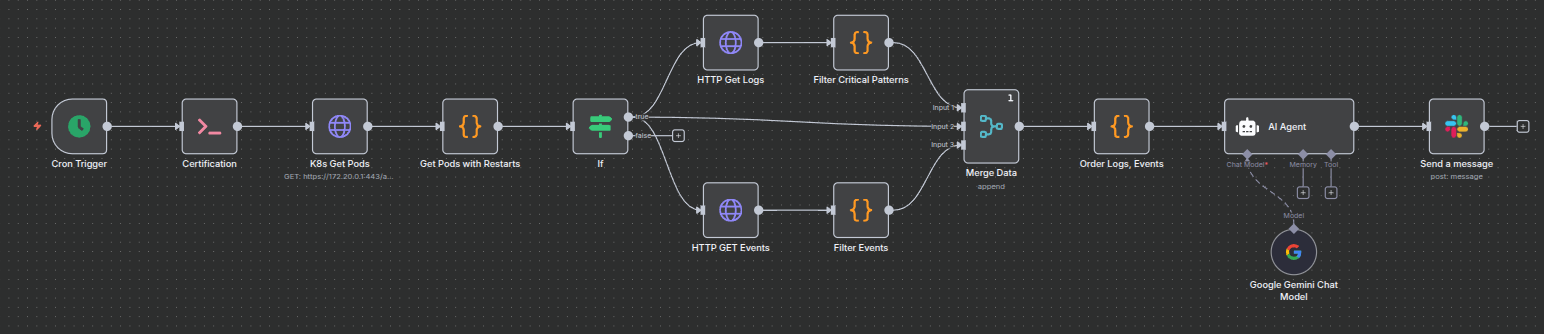 HTTP Get Logs
Filter Critical Patterns
1
Input 1
Input 2
Input 3
true
false
Cron Trigger
Certification
K8s Get Pods
GET: https://172.20.0.1:443/a...
Get Pods with Restarts
If
Merge Data
append
Order Logs, Events
AI Agent
Chat Model*
Memory
Tool
Send a message
post: message
HTTP GET Events
Filter Events
Model
Google Gemini Chat
Model